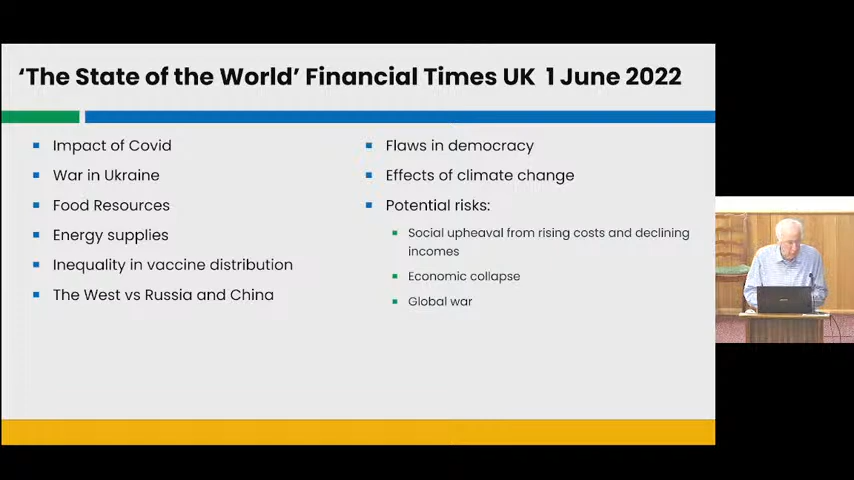 ‘The State of the World’ Financial Times UK 1 June 2022
Impact of Covid
War in Ukraine
Food Resources
Energy supplies
Inequality in vaccine distribution
The West vs Russia and China
Flaws in democracy
Effects of climate change
Potential risks:
Social upheaval from rising costs and declining
incomes
Economic collapse
Global war